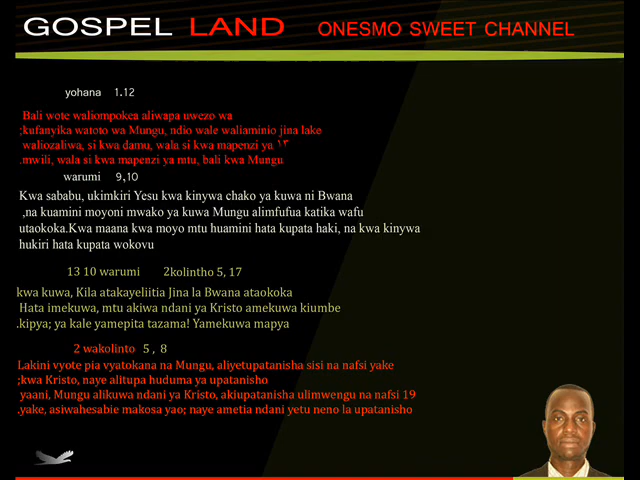 GOSPEL LAND ONESMO SWEET CHANNEL
yohana 1.12
Bali wote waliompokea aliwapa uwezo wa
;kufanyika watoto wa Mungu, ndio wale waliaminio jina lake
waliozaliwa, si kwa damu, wala si kwa mapenzi ya ١٣
.mwili, wala si kwa mapenzi ya mtu, bali kwa Mungu
warumi 9,10
Kwa sababu, ukimkiri Yesu kwa kinywa chako ya kuwa ni Bwana
,na kuamini moyoni mwako ya kuwa Mungu alimfufua katika wafu
utaokoka.Kwa maana kwa moyo mtu huamini hata kupata haki, na kwa kinywa
hukiri hata kupata wokovu
13 10 warumi 2kolintho 5, 17
kwa kuwa, Kila atakayeliitia Jina la Bwana ataokoka
Hata imekuwa, mtu akiwa ndani ya Kristo amekuwa kiumbe
.kipya; ya kale yamepita tazama! Yamekuwa mapya
2 wakolinto 5 , 8
Lakini vyote pia vyatokana na Mungu, aliyetupatanisha sisi na nafsi yake
;kwa Kristo, naye alitupa huduma ya upatanisho
yaani, Mungu alikuwa ndani ya Kristo, akiupatanisha ulimwengu na nafsi 19
.yake, asiwahesabie makosa yao; naye ametia ndani yetu neno la upatanisho